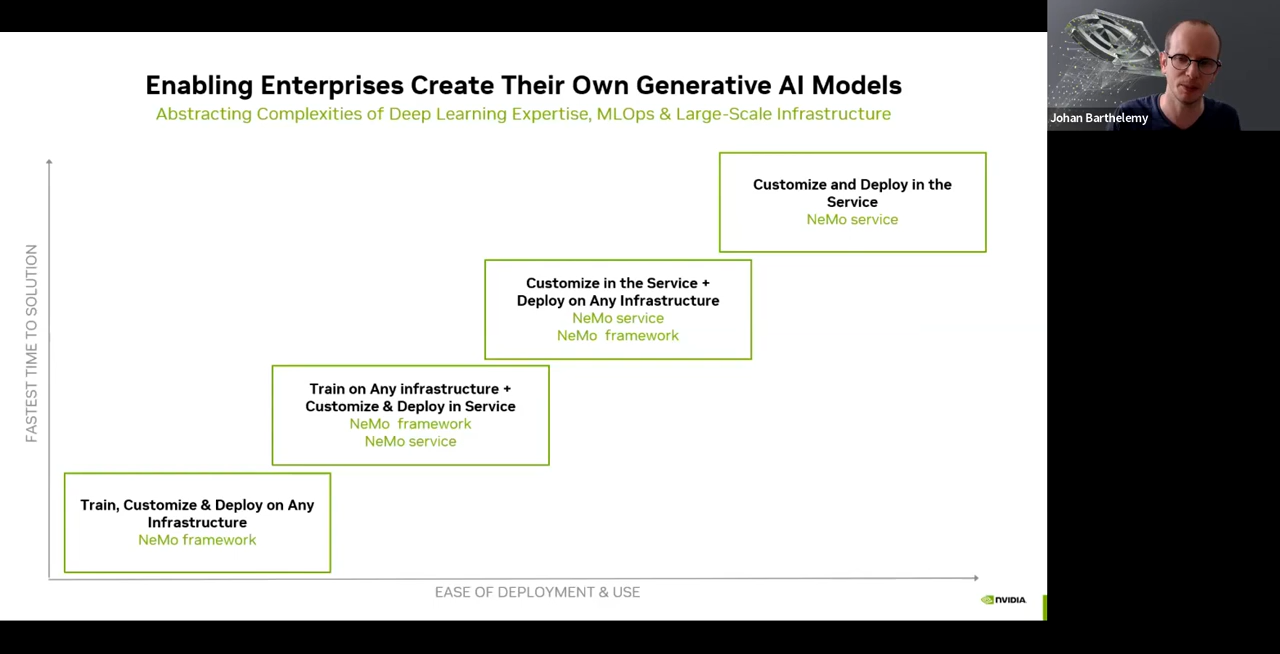 Enabling Enterprises Create Their Own Generative AI Models
Abstracting Complexities of Deep Learning Expertise, MLOps & Large-Scale Infrastructure
Johan Barthelemy
Customize and Deploy in the
Service
NeMo service
Customize in the Service +
Deploy on Any Infrastructure
NeMo service
NeMo framework
Train on Any infrastructure +
Customize & Deploy in Service
NeMo framework
NeMo service
Train, Customize & Deploy on Any
Infrastructure
NeMo framework
FASTEST TIME TO SOLUTION
EASE OF DEPLOYMENT & USE
NVIDIA